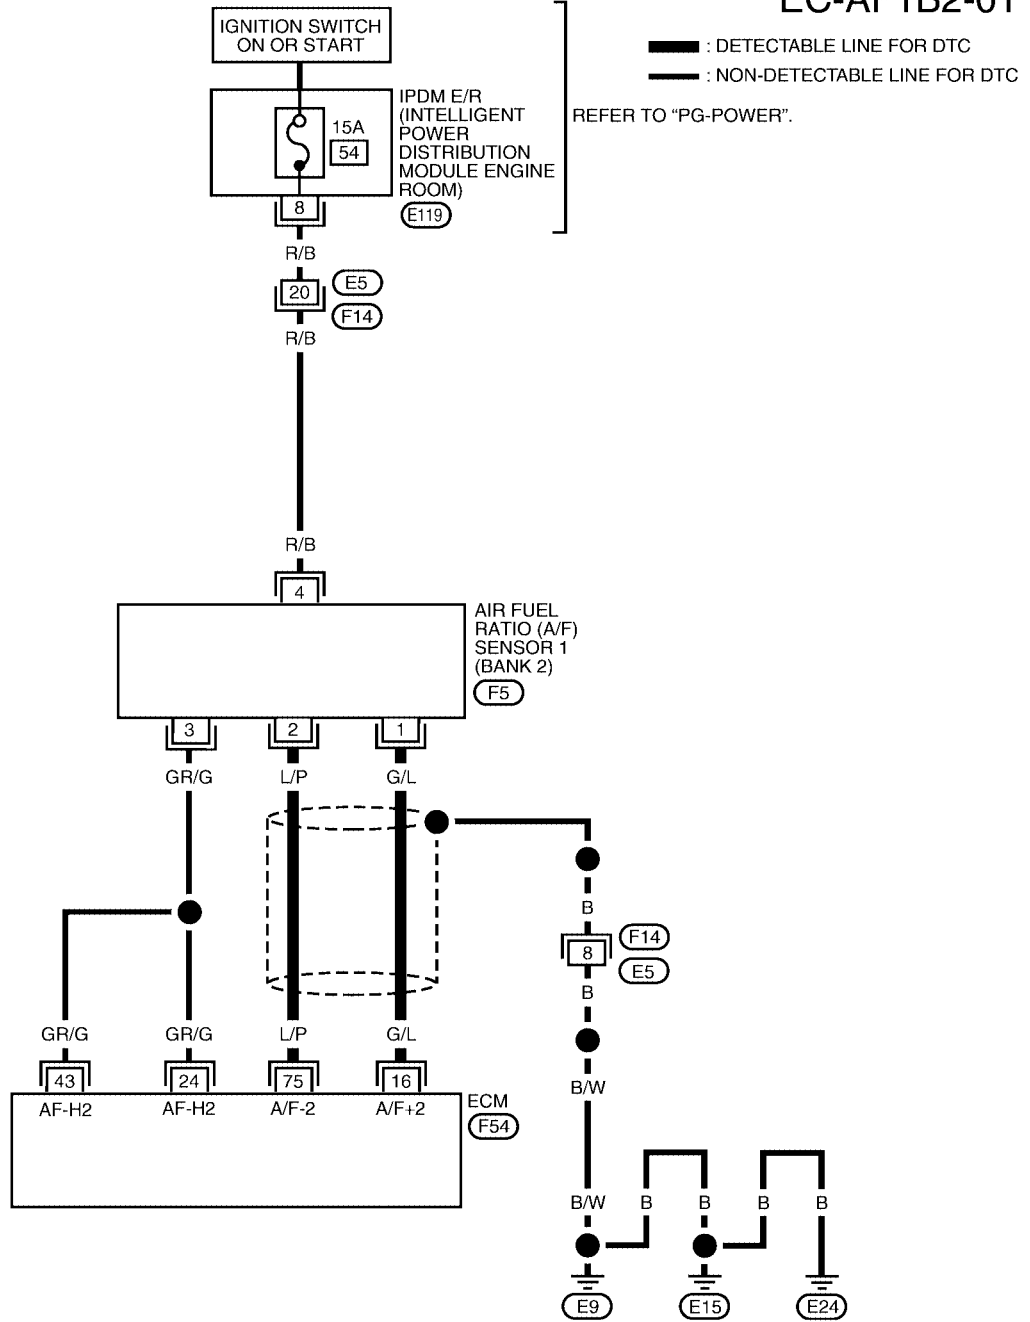 EC-AF1B2-01
IGNITION SWITCH
ON OR START
: DETECTABLE LINE FOR DTC
: NON-DETECTABLE LINE FOR DTC
IPDM E/R
(INTELLIGENT
POWER
DISTRIBUTION
MODULE ENGINE
ROOM)
E119
REFER TO “PG-POWER”.
15A
54
8
R/B
20
E5
F14
R/B
R/B
4
AIR FUEL
RATIO (A/F)
SENSOR 1
(BANK 2)
F5
3 2 1
GR/G L/P G/L
B
8
F14
E5
B
GR/G GR/G L/P G/L
43 24 75 16
AF-H2 AF-H2 A/F-2 A/F+2
ECM
F54
B/W
B/W B B B B
E9 E15 E24